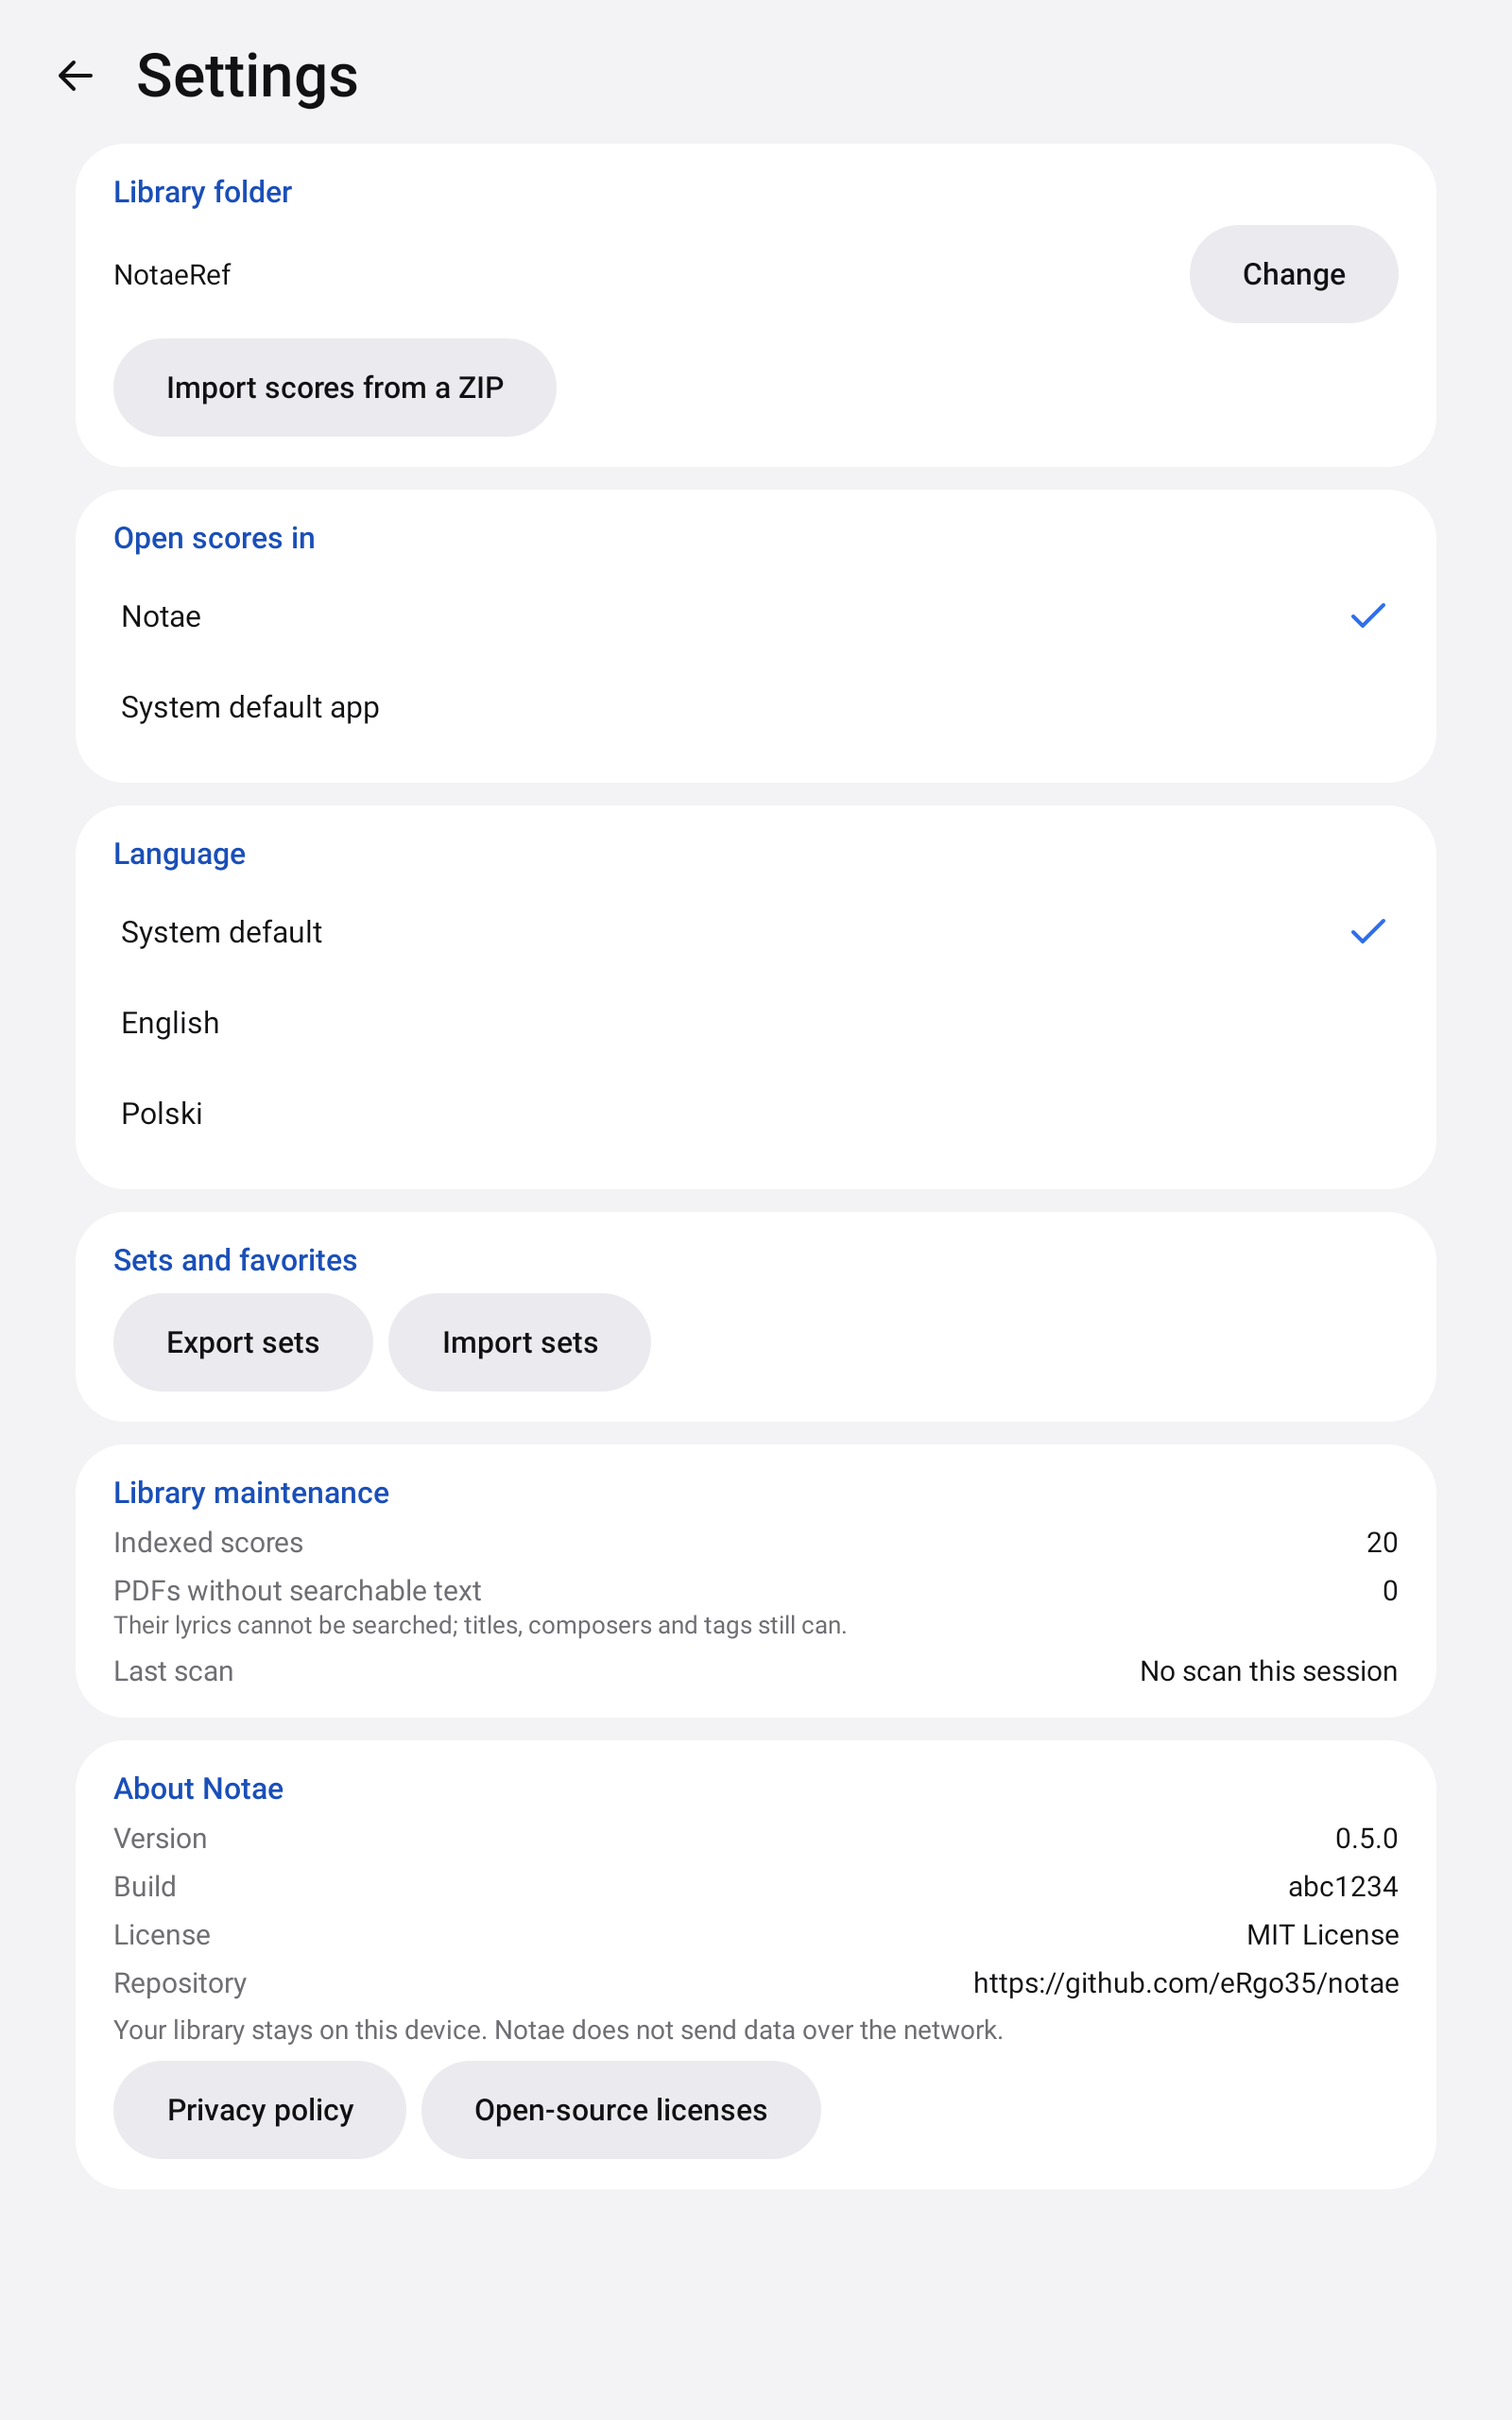 Settings
Library folder
NotaeRef
Change
Import scores from a ZIP
Open scores in
Notae
System default app
Language
System default
English
Polski
Sets and favorites
Export sets
Import sets
Library maintenance
Indexed scores 20
PDFs without searchable text 0
Their lyrics cannot be searched; titles, composers and tags still can.
Last scan No scan this session
About Notae
Version 0.5.0
Build abc1234
License MIT License
Repository https://github.com/eRgo35/notae
Your library stays on this device. Notae does not send data over the network.
Privacy policy
Open-source licenses